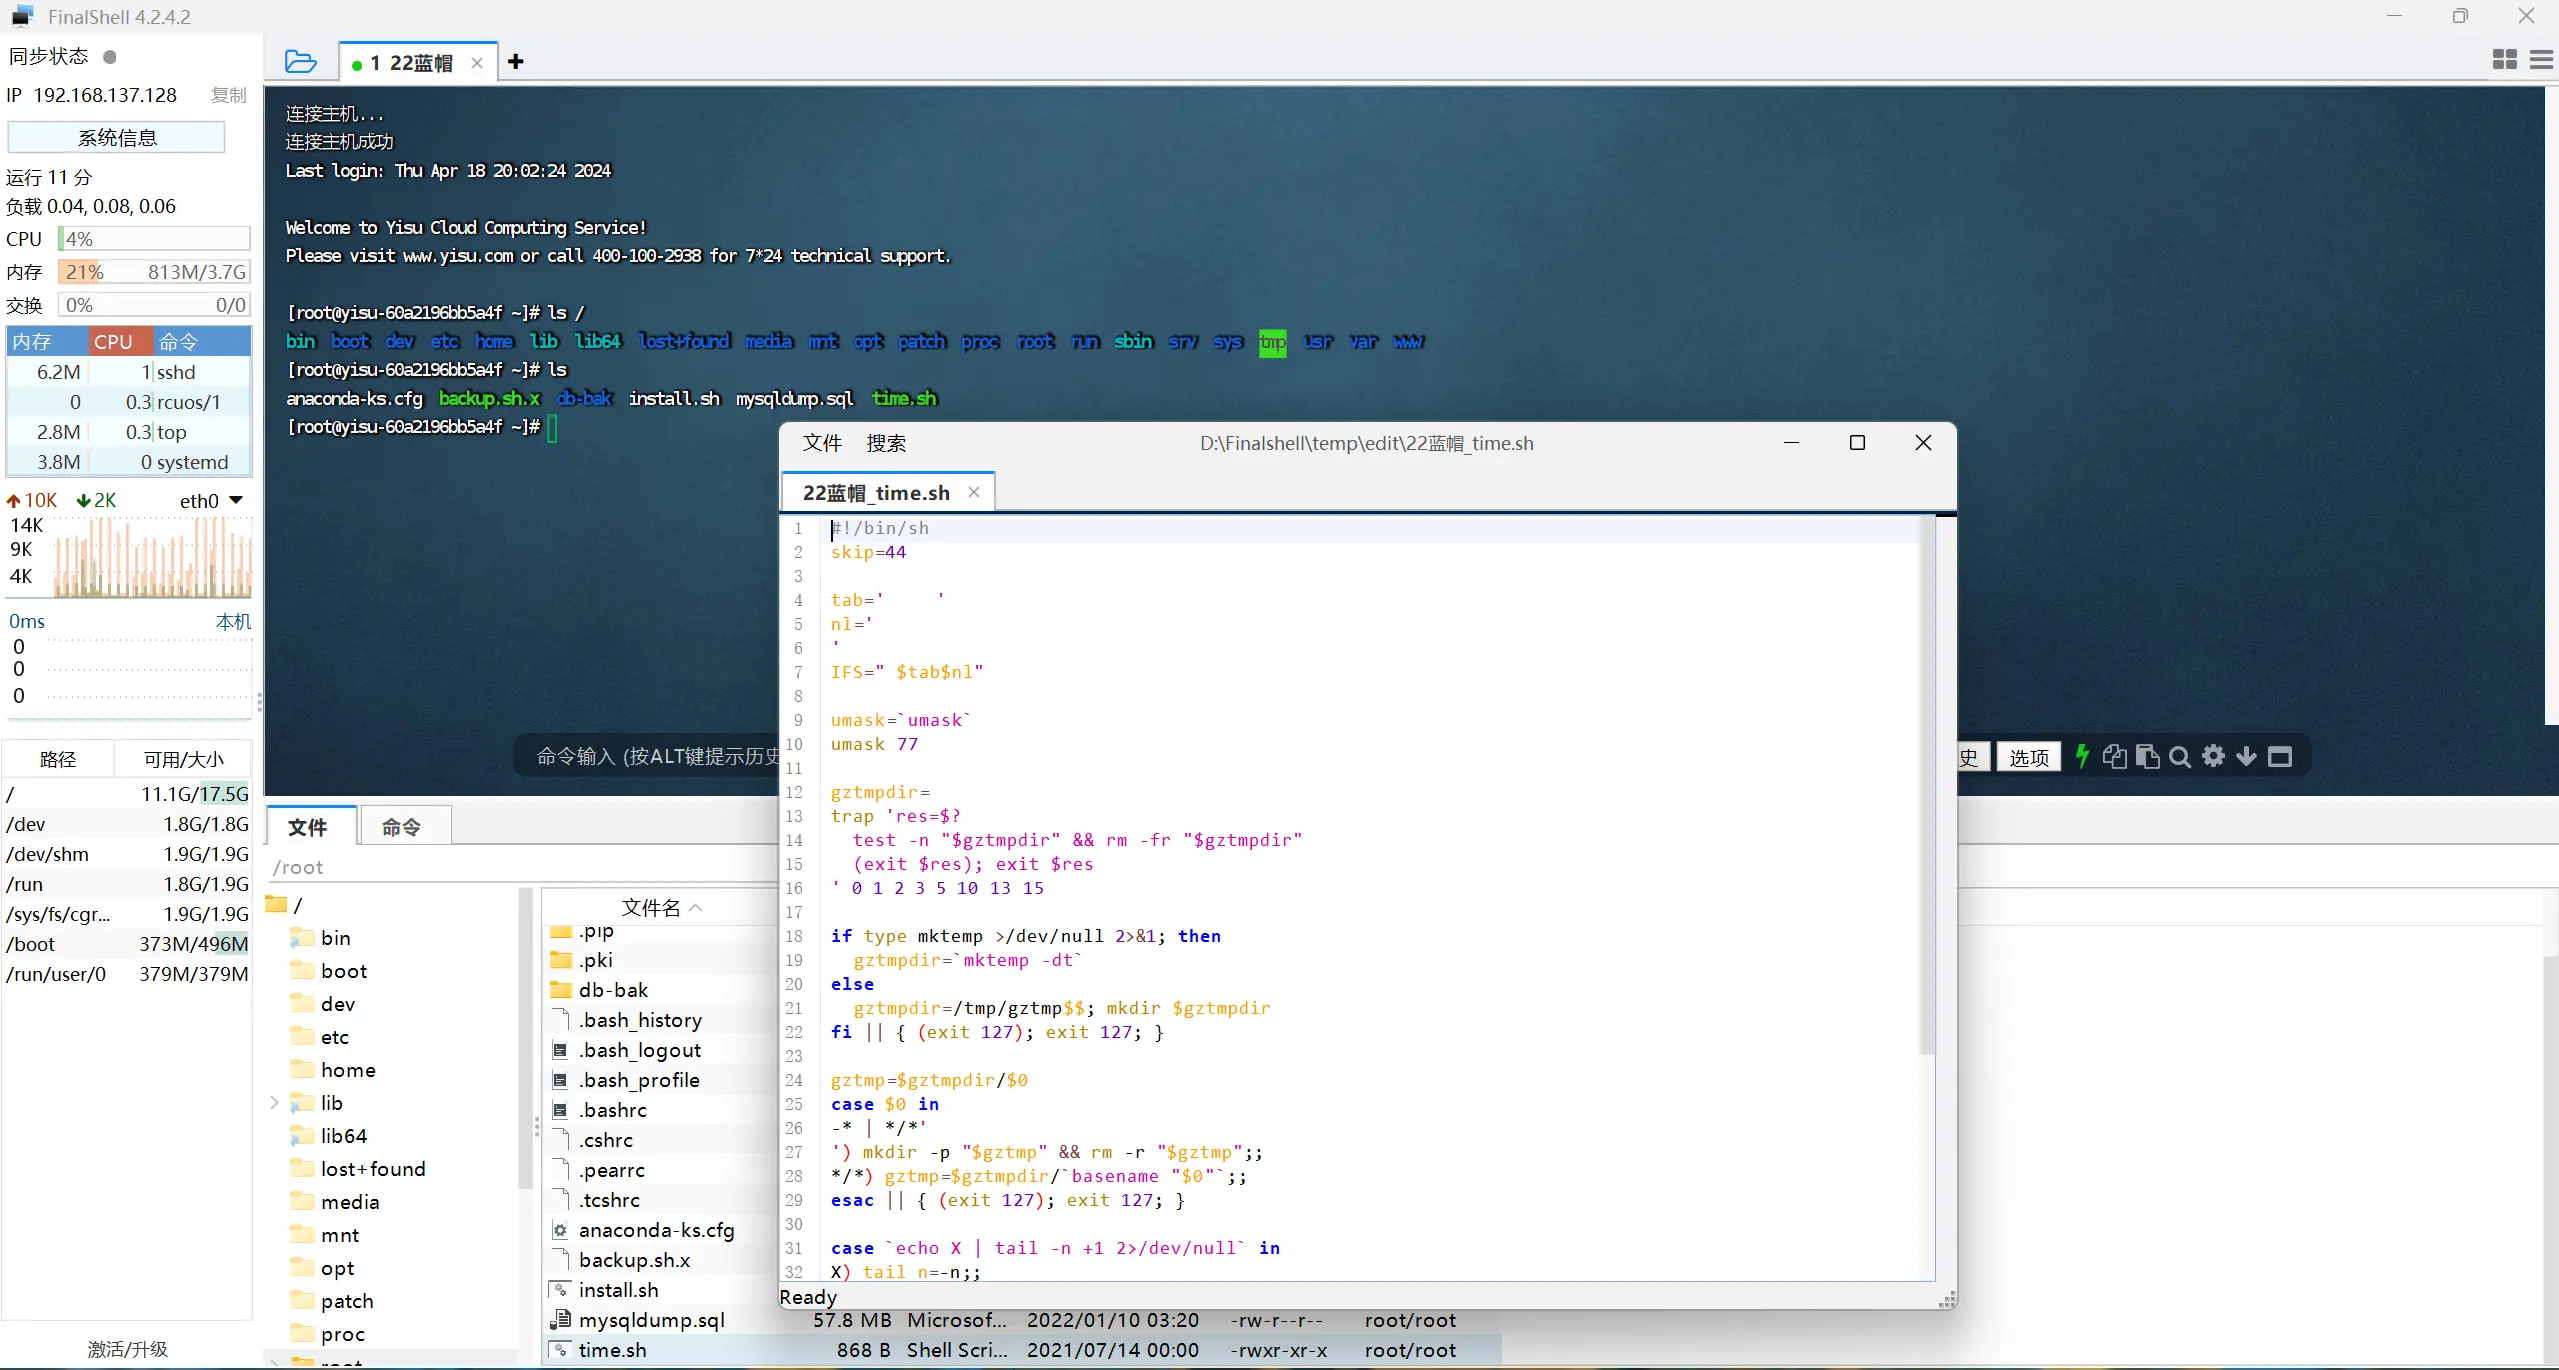 FinalShell 4.2.4.2
同步状态
IP 192.168.137.128 复制
系统信息
运行 11 分
负载 0.04, 0.08, 0.06
CPU 4%
内存 21% 813M/3.7G
交换 0% 0/0
内存 CPU 命令
6.2M 1 sshd
0 0.3 rcuos/1
2.8M 0.3 top
3.8M 0 systemd
10K 2K eth0
14K
9K
4K
0ms 本机
0
0
0
路径 可用/大小
/ 11.1G/17.5G
/dev 1.8G/1.8G
/dev/shm 1.9G/1.9G
/run 1.8G/1.9G
/sys/fs/cgr... 1.9G/1.9G
/boot 373M/496M
/run/user/0 379M/379M
激活/升级
1 22蓝帽
连接主机...
连接主机成功
Last login: Thu Apr 18 20:02:24 2024
Welcome to Yisu Cloud Computing Service!
Please visit www.yisu.com or call 400-100-2938 for 7*24 technical support.
[root@yisu-60a2196bb5a4f ~]# ls /
bin boot dev etc home lib lib64 lost+found media mnt opt patch proc root run sbin srv sys tmp usr var www
[root@yisu-60a2196bb5a4f ~]# ls
anaconda-ks.cfg backup.sh.x db-bak install.sh mysqldump.sql time.sh
[root@yisu-60a2196bb5a4f ~]#
命令输入 (按ALT键提示历史
史 选项
文件 命令
/root
/
bin
boot
dev
etc
home
lib
lib64
lost+found
media
mnt
opt
patch
proc
root
文件名
.pip
.pki
db-bak
.bash_history
.bash_logout
.bash_profile
.bashrc
.cshrc
.pearrc
.tcshrc
anaconda-ks.cfg
backup.sh.x
install.sh
mysqldump.sql 57.8 MB Microsof... 2022/01/10 03:20 -rw-r--r-- root/root
time.sh 868 B Shell Scri... 2021/07/14 00:00 -rwxr-xr-x root/root
文件 搜索 D:\Finalshell\temp\edit\22蓝帽_time.sh
22蓝帽_time.sh
1 #!/bin/sh
2 skip=44
3
4 tab='     '
5 nl='
6 '
7 IFS=" $tab$nl"
8
9 umask=`umask`
10 umask 77
11
12 gztmpdir=
13 trap 'res=$?
14   test -n "$gztmpdir" && rm -fr "$gztmpdir"
15   (exit $res); exit $res
16 ' 0 1 2 3 5 10 13 15
17
18 if type mktemp >/dev/null 2>&1; then
19   gztmpdir=`mktemp -dt`
20 else
21   gztmpdir=/tmp/gztmp$$; mkdir $gztmpdir
22 fi || { (exit 127); exit 127; }
23
24 gztmp=$gztmpdir/$0
25 case $0 in
26 -* | */*'
27 ') mkdir -p "$gztmp" && rm -r "$gztmp";;
28 */*) gztmp=$gztmpdir/`basename "$0"`;;
29 esac || { (exit 127); exit 127; }
30
31 case `echo X | tail -n +1 2>/dev/null` in
32 X) tail_n=-n;;
Ready